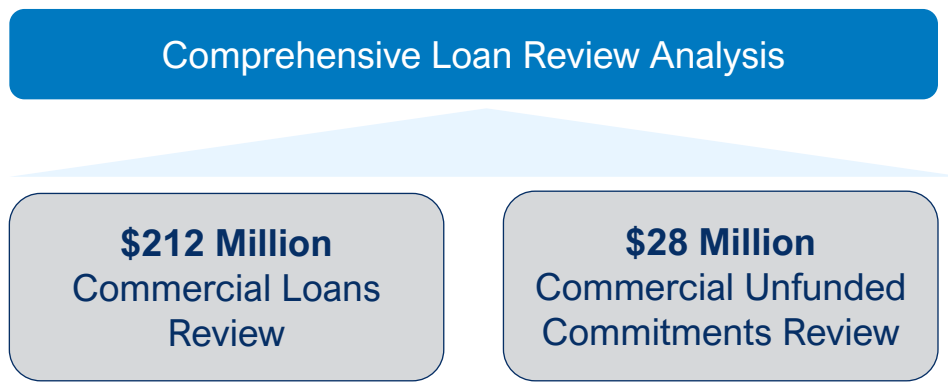 Comprehensive Loan Review Analysis
$212 Million
Commercial Loans
Review
$28 Million
Commercial Unfunded
Commitments Review